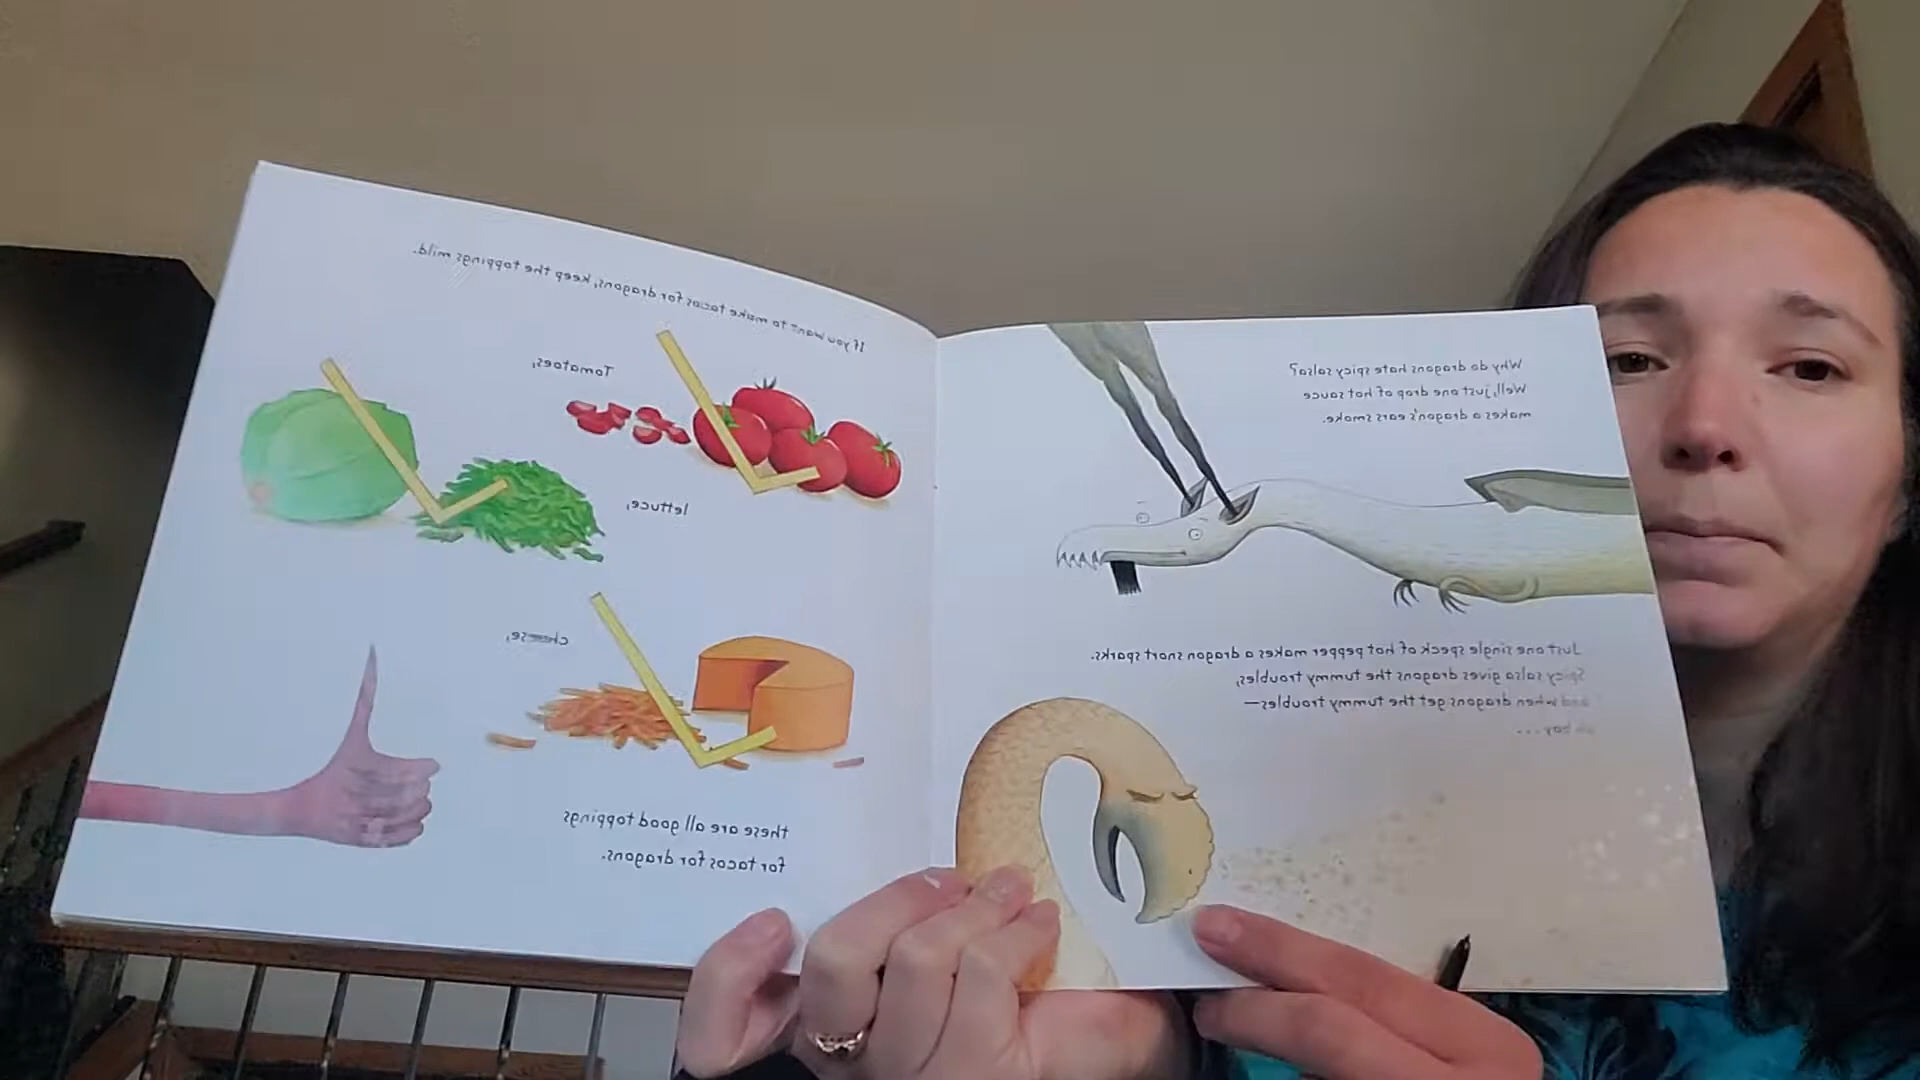 Why do dragons hate spicy salsa?
Well, just one drop of hot sauce
makes a dragon's ears smoke.
Just one single speck of hot pepper makes a dragon snort sparks.
Spicy salsa gives dragons the tummy troubles,
and when dragons get the tummy troubles—
oh boy . . .
If you want to make tacos for dragons, keep the toppings mild.
Tomatoes,
lettuce,
cheese,
these are all good toppings
for tacos for dragons.